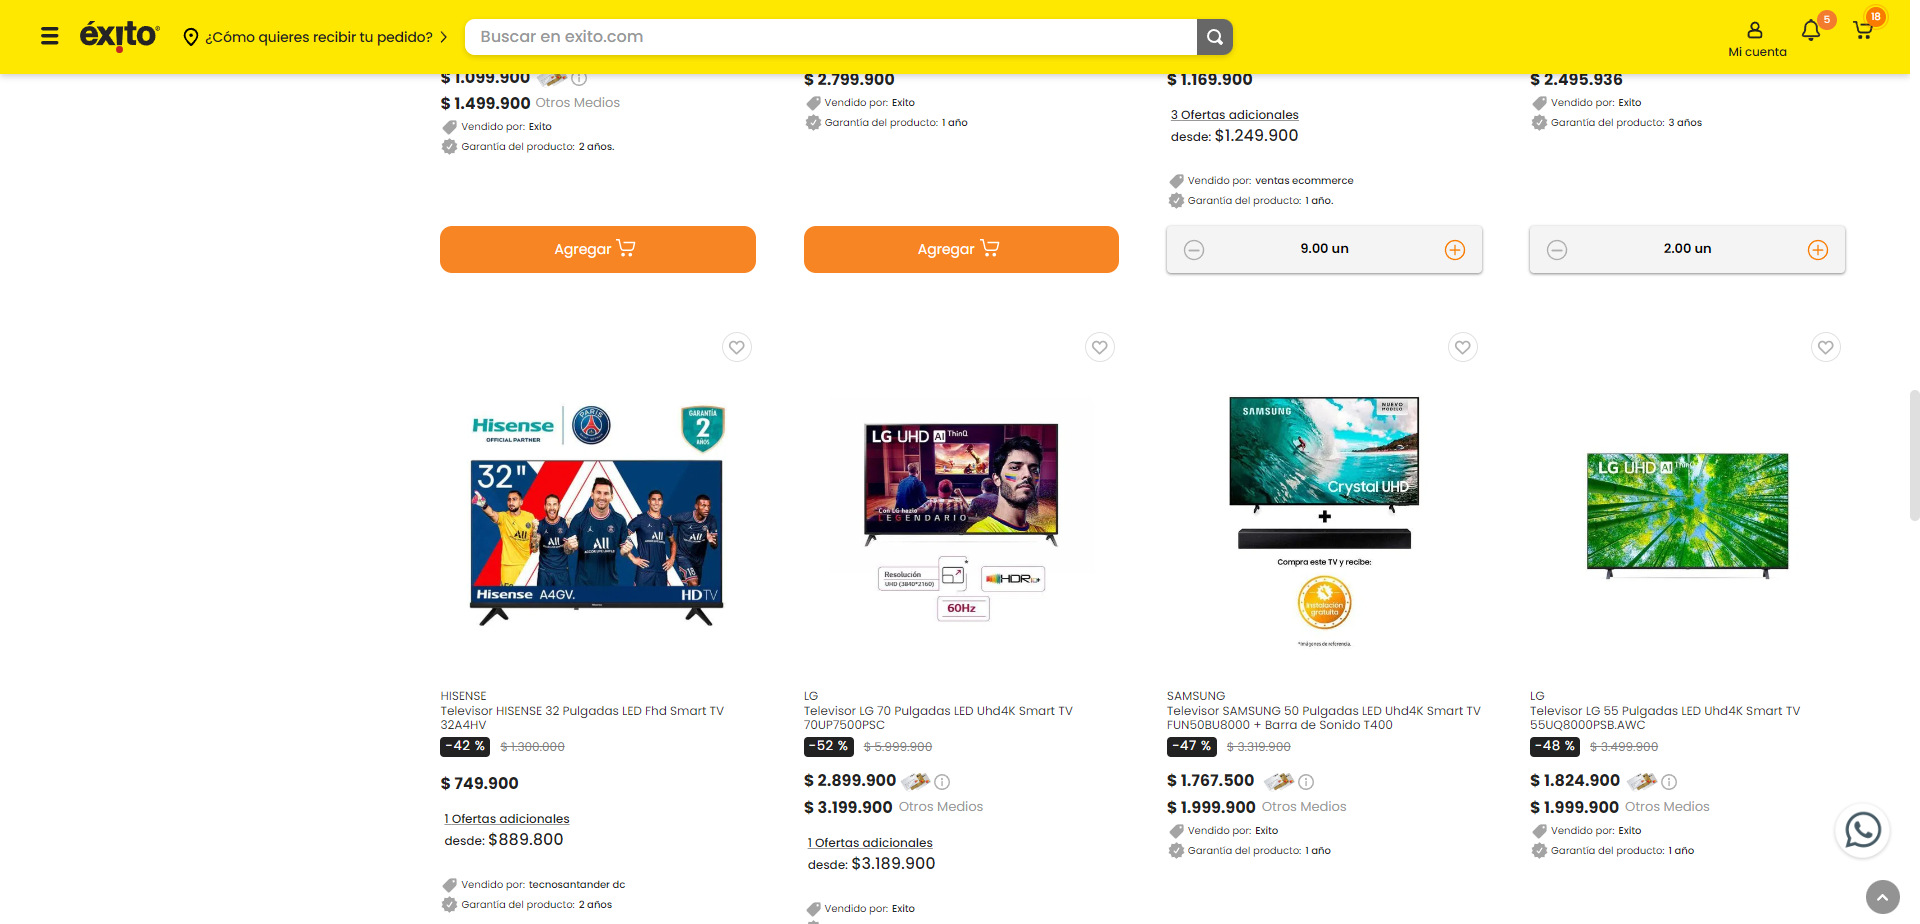 éxito
¿Cómo quieres recibir tu pedido?
Buscar en exito.com
Mi cuenta
5
18
$ 1.099.900
$ 1.499.900 Otros Medios
Vendido por: Exito
Garantía del producto: 2 años.
Agregar
$ 2.799.900
Vendido por: Exito
Garantía del producto: 1 año
Agregar
$ 1.169.900
3 Ofertas adicionales
desde: $1.249.900
Vendido por: ventas ecommerce
Garantía del producto: 1 año.
9.00 un
$ 2.495.936
Vendido por: Exito
Garantía del producto: 3 años
2.00 un
Hisense
OFFICIAL PARTNER
PARIS
GARANTÍA
2
AÑOS
32"
Hisense A4GV.
HDTV
HISENSE
Televisor HISENSE 32 Pulgadas LED Fhd Smart TV
32A4HV
-42 % $ 1.300.000
$ 749.900
1 Ofertas adicionales
desde: $889.800
Vendido por: tecnosantander dc
Garantía del producto: 2 años
LG UHD AI ThinQ
Con LG hazlo
LEGENDARIO
Resolución
UHD (3840*2160)
HDR10+
60Hz
LG
Televisor LG 70 Pulgadas LED Uhd4K Smart TV
70UP7500PSC
-52 % $ 5.999.900
$ 2.899.900
$ 3.199.900 Otros Medios
1 Ofertas adicionales
desde: $3.189.900
Vendido por: Exito
SAMSUNG
NUEVO
MODELO
Crystal UHD
+
Compra este TV y recibe:
instalación
gratuita
*Imágenes de referencia.
SAMSUNG
Televisor SAMSUNG 50 Pulgadas LED Uhd4K Smart TV
FUN50BU8000 + Barra de Sonido T400
-47 % $ 3.319.900
$ 1.767.500
$ 1.999.900 Otros Medios
Vendido por: Exito
Garantía del producto: 1 año
LG UHD AI ThinQ
LG
Televisor LG 55 Pulgadas LED Uhd4K Smart TV
55UQ8000PSB.AWC
-48 % $ 3.499.900
$ 1.824.900
$ 1.999.900 Otros Medios
Vendido por: Exito
Garantía del producto: 1 año